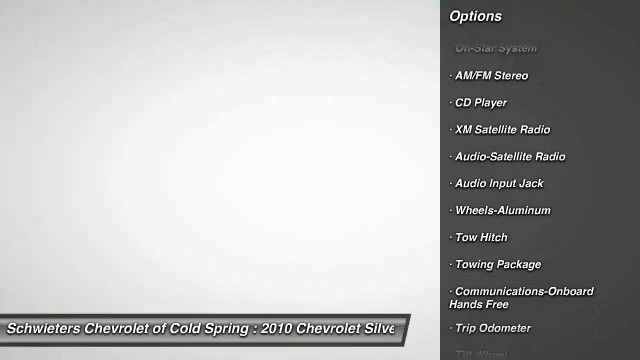 Options
· On-Star System
· AM/FM Stereo
· CD Player
· XM Satellite Radio
· Audio-Satellite Radio
· Audio Input Jack
· Wheels-Aluminum
· Tow Hitch
· Towing Package
· Communications-Onboard
Hands Free
· Trip Odometer
· Tilt Wheel
Schwieters Chevrolet of Cold Spring : 2010 Chevrolet Silve